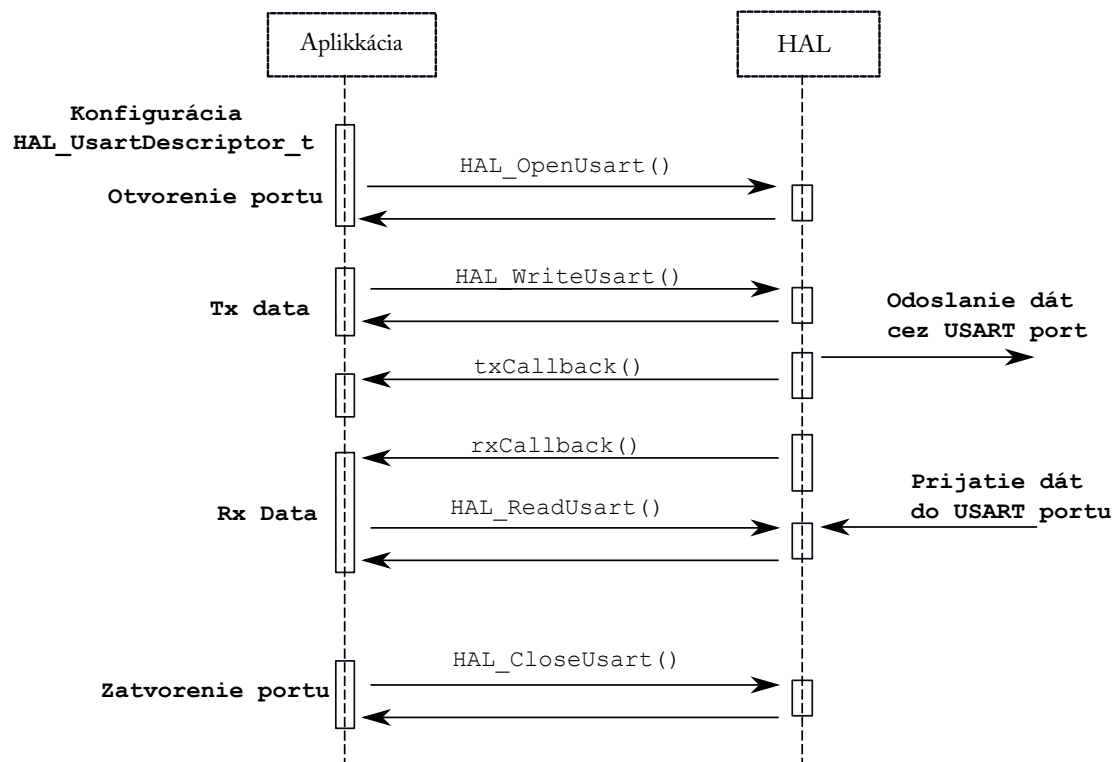 Aplikkácia
HAL
Konfigurácia
HAL_UsartDescriptor_t
HAL_OpenUsart()
Otvorenie portu
HAL_WriteUsart()
Tx data
Odoslanie dát
cez USART port
txCallback()
rxCallback()
Prijatie dát
do USART portu
HAL_ReadUsart()
Rx Data
HAL_CloseUsart()
Zatvorenie portu